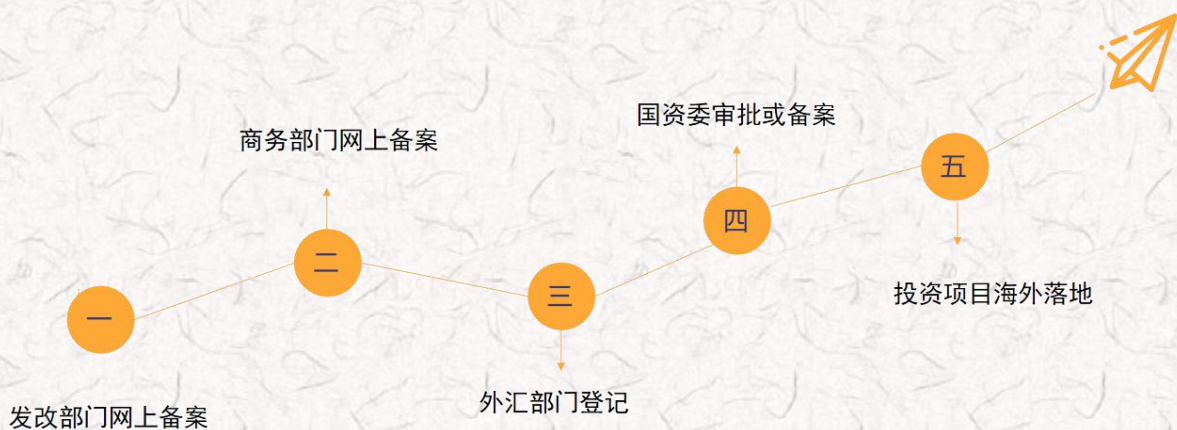 一
发改部门网上备案
二
商务部门网上备案
三
外汇部门登记
四
国资委审批或备案
五
投资项目海外落地